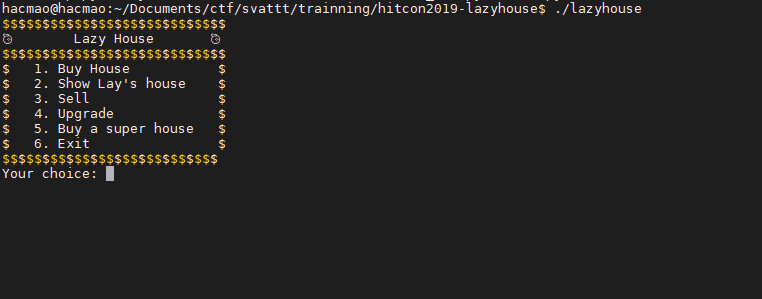 hacmao@hacmao:~/Documents/ctf/svattt/trainning/hitcon2019-lazyhouse$ ./lazyhouse
$$$$$$$$$$$$$$$$$$$$$$$$$$$$
🍥 Lazy House 🍥
$$$$$$$$$$$$$$$$$$$$$$$$$$$$
$ 1. Buy House $
$ 2. Show Lay's house $
$ 3. Sell $
$ 4. Upgrade $
$ 5. Buy a super house $
$ 6. Exit $
$$$$$$$$$$$$$$$$$$$$$$$$$$$
Your choice: